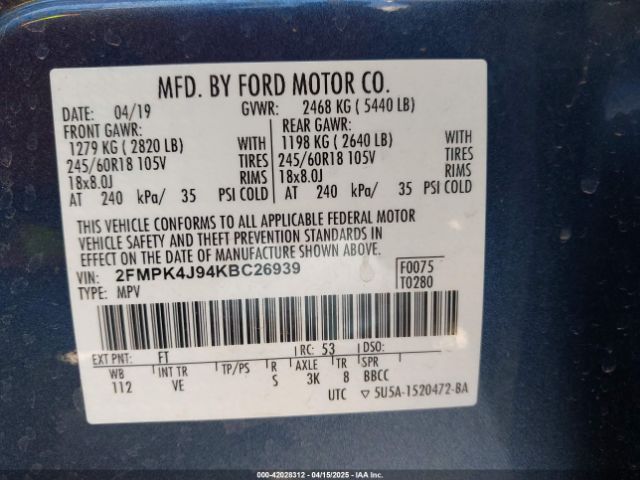 MFD. BY FORD MOTOR CO.
DATE: 04/19 GVWR: 2468 KG (5440 LB)
FRONT GAWR: REAR GAWR:
1279 KG (2820 LB) WITH 1198 KG (2640 LB) WITH
245/60R18 105V TIRES 245/60R18 105V TIRES
18x8.0J RIMS 18x8.0J RIMS
AT 240 kPa/ 35 PSI COLD AT 240 kPa/ 35 PSI COLD
THIS VEHICLE CONFORMS TO ALL APPLICABLE FEDERAL MOTOR
VEHICLE SAFETY AND THEFT PREVENTION STANDARDS IN
EFFECT ON THE DATE OF MANUFACTURE SHOWN ABOVE.
VIN: 2FMPK4J94KBC26939 F0075
TYPE: MPV T0280
EXT PNT: FT RC: 53 DSO:
WB INT TR TP/PS R AXLE TR SPR
112 VE S 3K 8 BBCC
UTC ▽ 5U5A-1520472-BA
000-42028312 - 04/15/2025 - IAA, Inc.